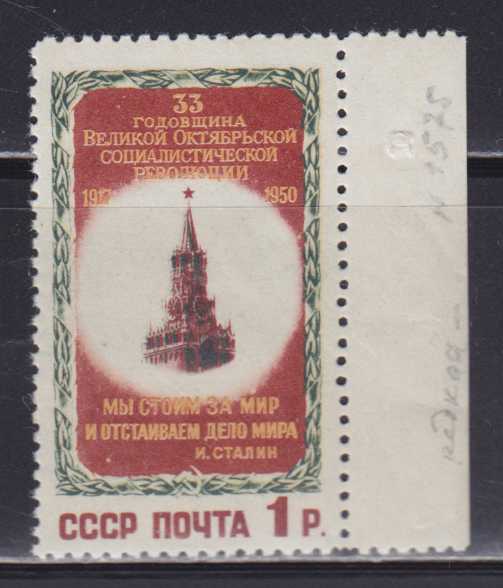 33
ГОДОВЩИНА
ВЕЛИКОЙ ОКТЯБРЬСКОЙ
СОЦИАЛИСТИЧЕСКОЙ
РЕВОЛЮЦИИ
1917 1950
МЫ СТОИМ ЗА МИР
И ОТСТАИВАЕМ ДЕЛО МИРА
И. СТАЛИН
СССР ПОЧТА 1 Р.
1575